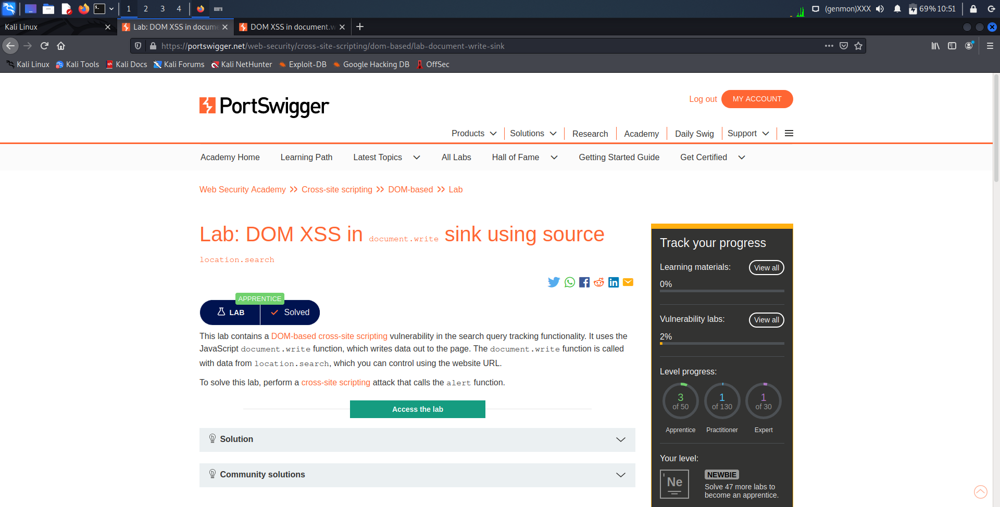 1 2 3 4 (genmon)XXX 69% 10:51
Kali Linux Lab: DOM XSS in docume DOM XSS in document.w
https://portswigger.net/web-security/cross-site-scripting/dom-based/lab-document-write-sink
Kali Linux Kali Tools Kali Docs Kali Forums Kali NetHunter Exploit-DB Google Hacking DB OffSec
PortSwigger
Log out MY ACCOUNT
Products Solutions Research Academy Daily Swig Support
Academy Home Learning Path Latest Topics All Labs Hall of Fame Getting Started Guide Get Certified
Web Security Academy >> Cross-site scripting >> DOM-based >> Lab
Lab: DOM XSS in document.write sink using source
location.search
APPRENTICE
LAB Solved
This lab contains a DOM-based cross-site scripting vulnerability in the search query tracking functionality. It uses the
JavaScript document.write function, which writes data out to the page. The document.write function is called
with data from location.search, which you can control using the website URL.
To solve this lab, perform a cross-site scripting attack that calls the alert function.
Access the lab
Solution
Community solutions
Track your progress
Learning materials: View all
0%
Vulnerability labs: View all
2%
Level progress:
3 1 1
of 50 of 130 of 30
Apprentice Practitioner Expert
Your level:
Ne
NEWBIE
Solve 47 more labs to
become an apprentice.